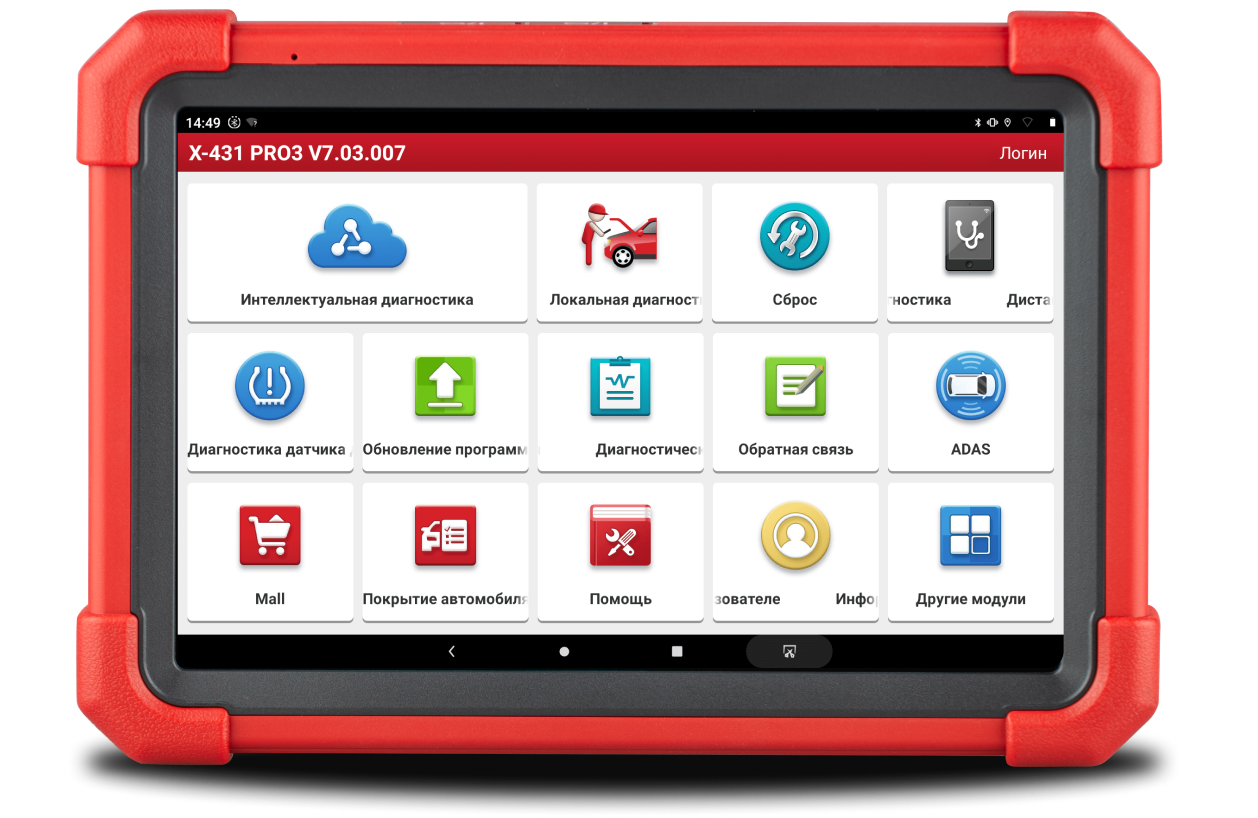 14:49
X-431 PRO3 V7.03.007
Логин
Интеллектуальная диагностика
Локальная диагност
Сброс
ностика Диста
Диагностика датчика
Обновление программ
Диагностичес
Обратная связь
ADAS
Mall
Покрытие автомобиля
Помощь
зователе Инфо
Другие модули